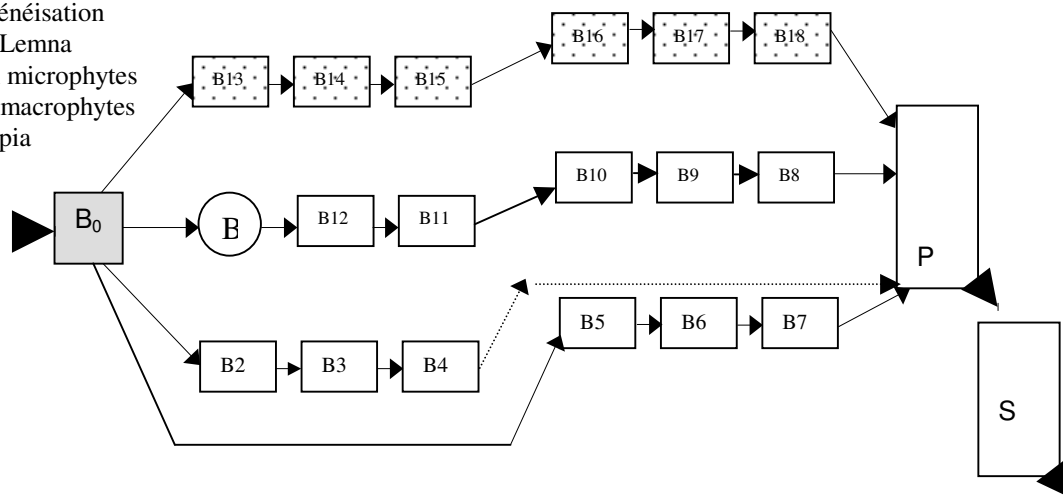 énéisation
Lemna
microphytes
macrophytes
pia
B16 B17 B18
B13 B14 B15
B10 B9 B8
B0 B B12 B11
P
B5 B6 B7
B2 B3 B4
S